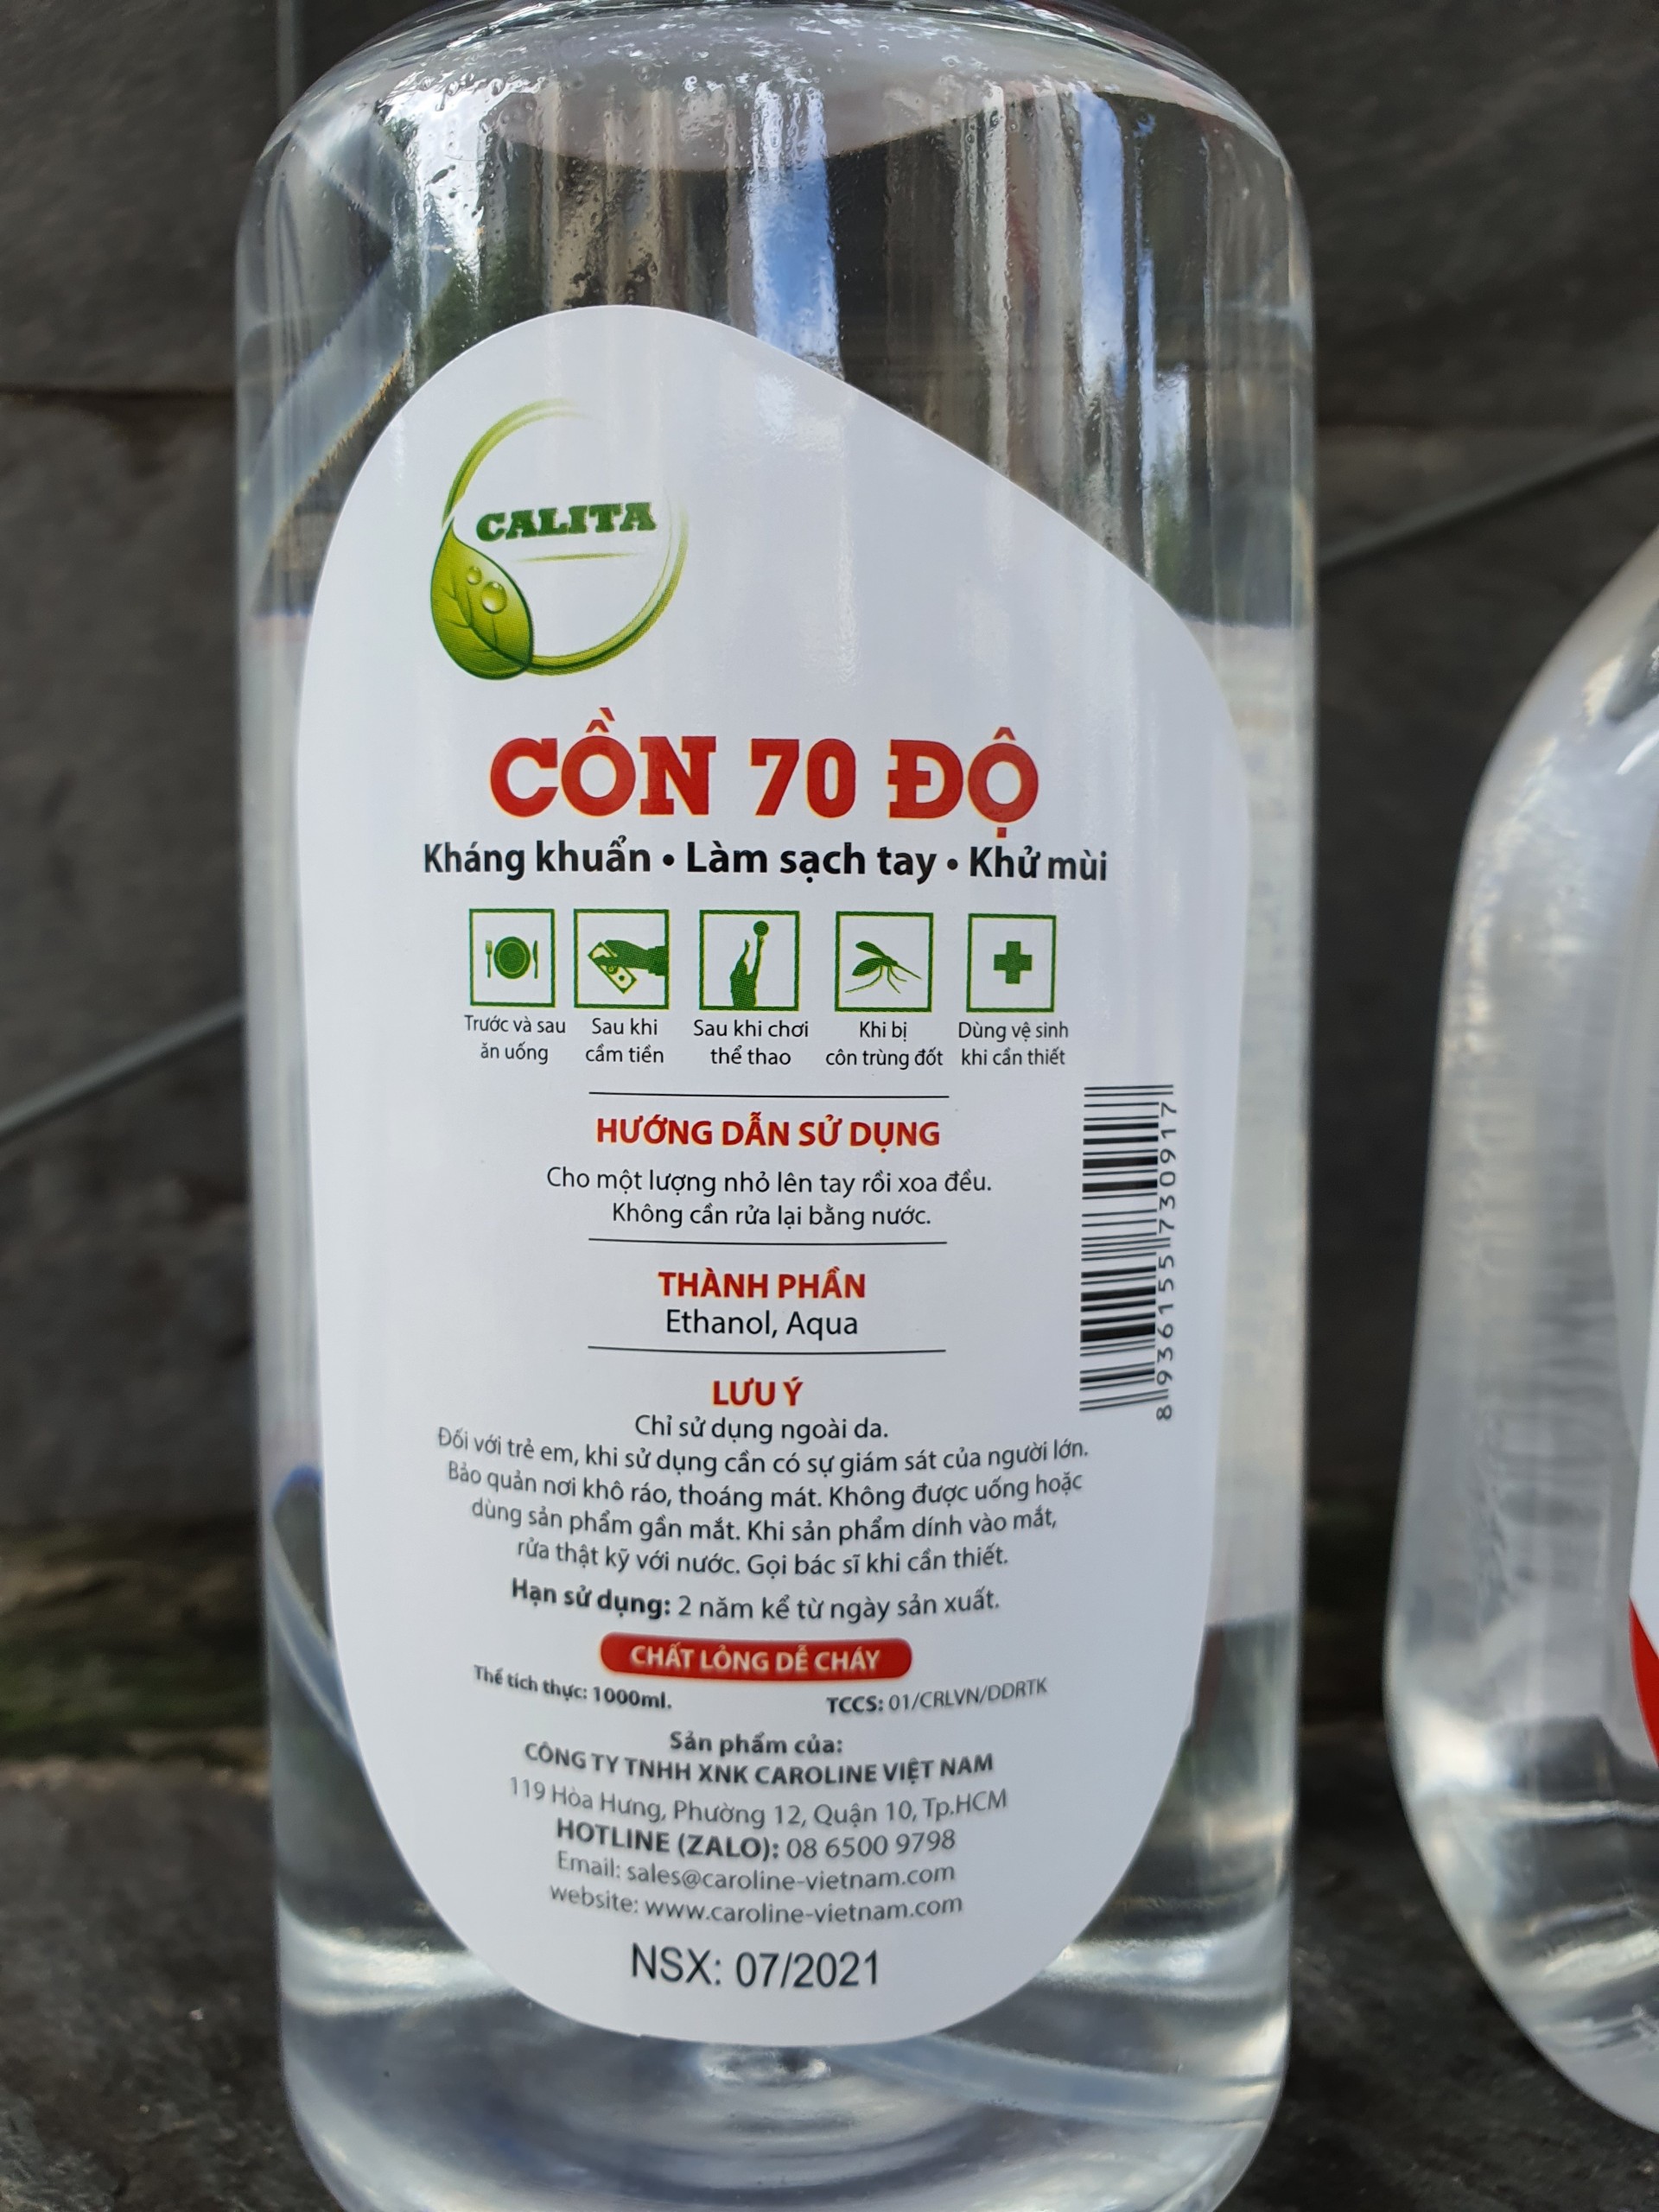 CALITA
CỒN 70 ĐỘ
Kháng khuẩn • Làm sạch tay • Khử mùi
Trước và sau
ăn uống
Sau khi
cầm tiền
Sau khi chơi
thể thao
Khi bị
côn trùng đốt
Dùng vệ sinh
khi cần thiết
HƯỚNG DẪN SỬ DỤNG
Cho một lượng nhỏ lên tay rồi xoa đều.
Không cần rửa lại bằng nước.
THÀNH PHẦN
Ethanol, Aqua
8 936155 730917
LƯU Ý
Chỉ sử dụng ngoài da.
Đối với trẻ em, khi sử dụng cần có sự giám sát của người lớn.
Bảo quản nơi khô ráo, thoáng mát. Không được uống hoặc
dùng sản phẩm gần mắt. Khi sản phẩm dính vào mắt,
rửa thật kỹ với nước. Gọi bác sĩ khi cần thiết.
Hạn sử dụng: 2 năm kể từ ngày sản xuất.
CHẤT LỎNG DỄ CHÁY
Thể tích thực: 1000ml.
TCCS: 01/CRLVN/DDRTK
Sản phẩm của:
CÔNG TY TNHH XNK CAROLINE VIỆT NAM
119 Hòa Hưng, Phường 12, Quận 10, Tp.HCM
HOTLINE (ZALO): 08 6500 9798
Email: sales@caroline-vietnam.com
website: www.caroline-vietnam.com
NSX: 07/2021